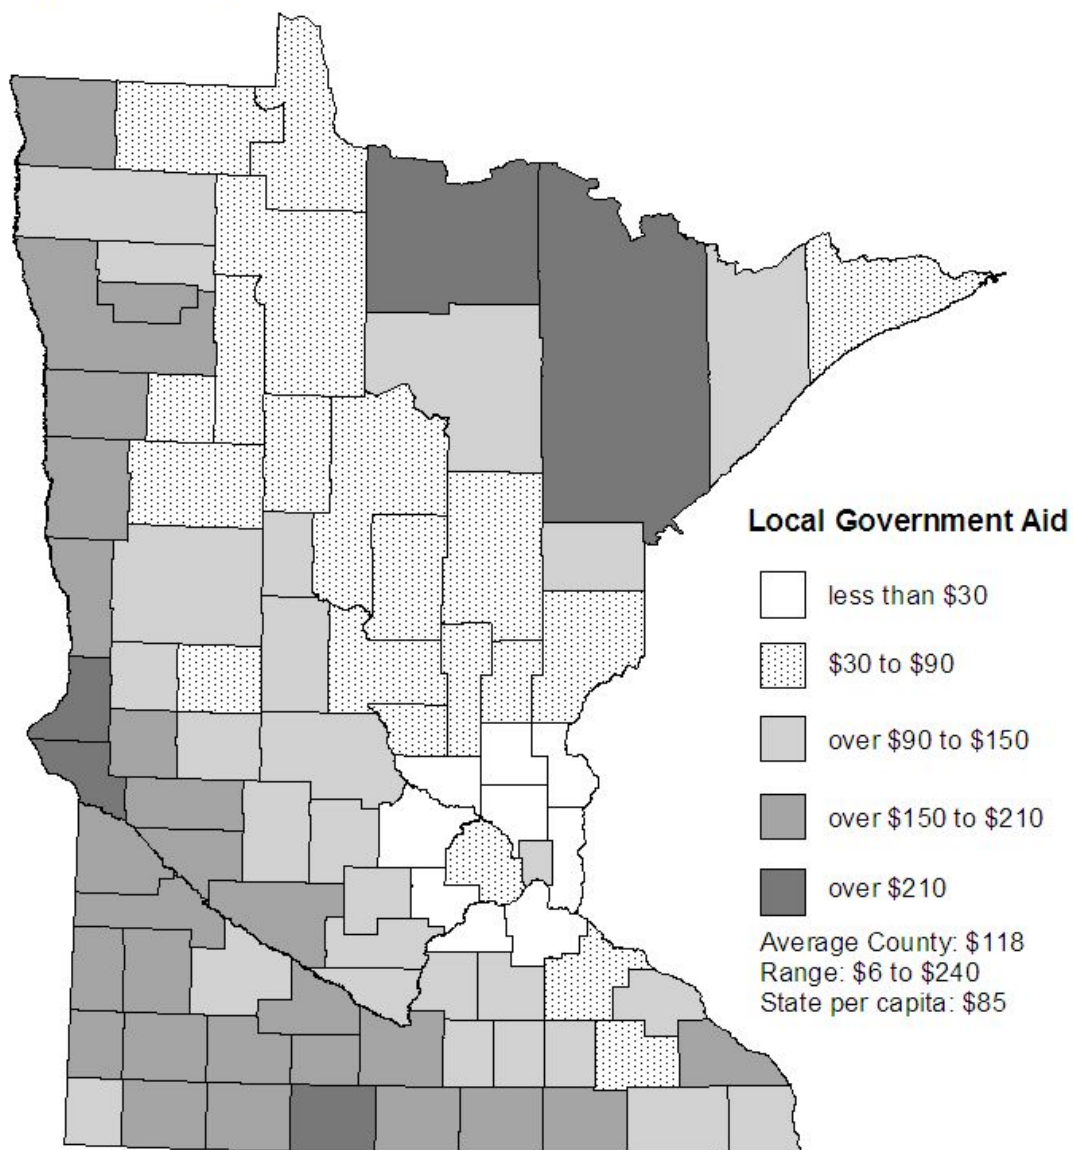 Local Government Aid
less than $30
$30 to $90
over $90 to $150
over $150 to $210
over $210
Average County: $118
Range: $6 to $240
State per capita: $85